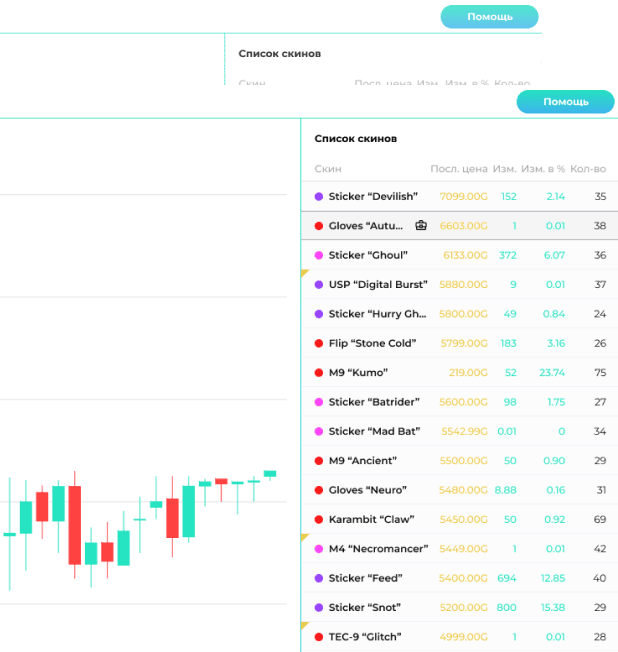 Помощь
Список скинов
Скин Посл. цена Изм. Изм. в % Кол-во
Помощь
Список скинов
Скин Посл. цена Изм. Изм. в % Кол-во
Sticker “Devilish” 7099.00G 152 2.14 35
Gloves “Autu... 6603.00G 1 0.01 38
Sticker “Ghoul” 6133.00G 372 6.07 36
USP “Digital Burst” 5880.00G 9 0.01 37
Sticker “Hurry Gh... 5800.00G 49 0.84 24
Flip “Stone Cold” 5799.00G 183 3.16 26
M9 “Kumo” 219.00G 52 23.74 75
Sticker “Batrider” 5600.00G 98 1.75 27
Sticker “Mad Bat” 5542.99G 0.01 0 34
M9 “Ancient” 5500.00G 50 0.90 29
Gloves “Neuro” 5480.00G 8.88 0.16 31
Karambit “Claw” 5450.00G 50 0.92 69
M4 “Necromancer” 5449.00G 1 0.01 42
Sticker “Feed” 5400.00G 694 12.85 40
Sticker “Snot” 5200.00G 800 15.38 29
TEC-9 “Glitch” 4999.00G 1 0.01 28